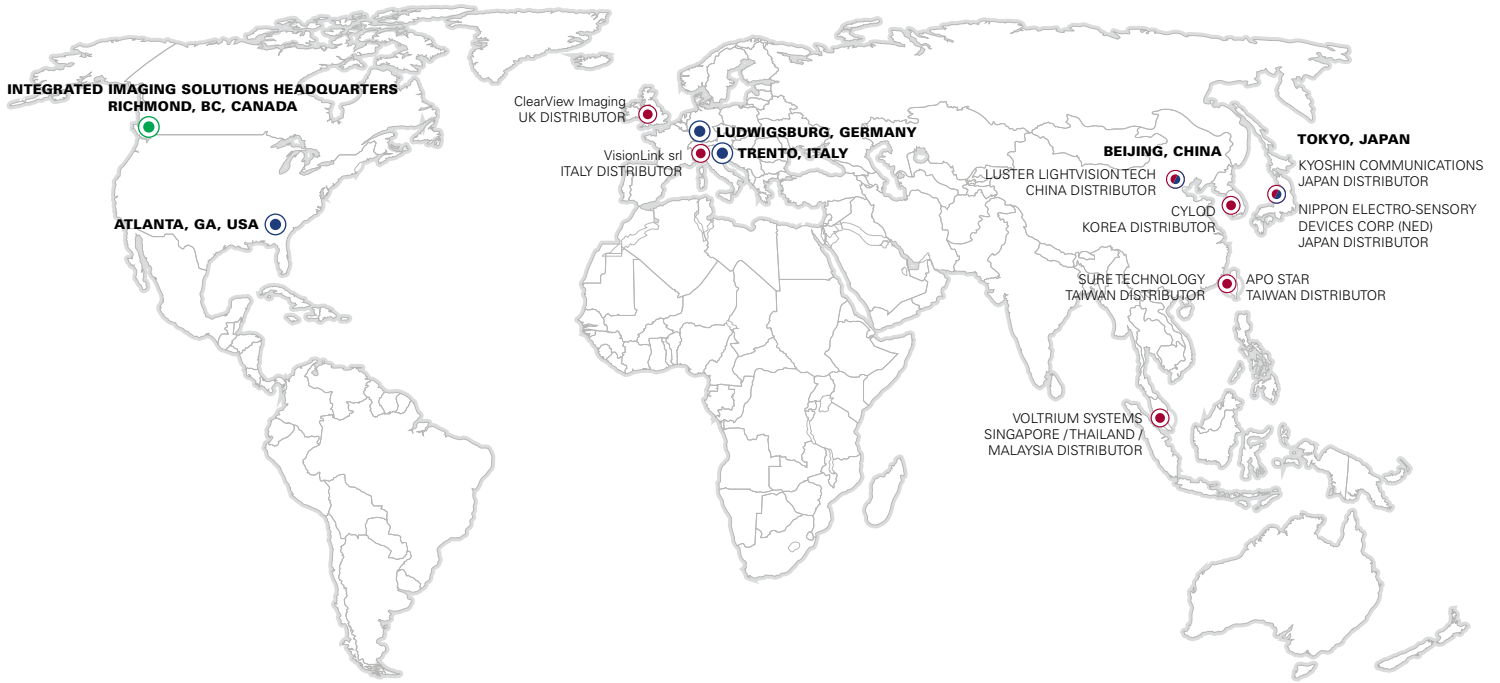 INTEGRATED IMAGING SOLUTIONS HEADQUARTERS
RICHMOND, BC, CANADA
ATLANTA, GA, USA
ClearView Imaging
UK DISTRIBUTOR
LUDWIGSBURG, GERMANY
VisionLink srl
ITALY DISTRIBUTOR
TRENTO, ITALY
BEIJING, CHINA
LUSTER LIGHTVISION TECH
CHINA DISTRIBUTOR
CYLOD
KOREA DISTRIBUTOR
TOKYO, JAPAN
KYOSHIN COMMUNICATIONS
JAPAN DISTRIBUTOR
NIPPON ELECTRO-SENSORY
DEVICES CORP. (NED)
JAPAN DISTRIBUTOR
SURE TECHNOLOGY
TAIWAN DISTRIBUTOR
APO STAR
TAIWAN DISTRIBUTOR
VOLTRIUM SYSTEMS
SINGAPORE / THAILAND /
MALAYSIA DISTRIBUTOR